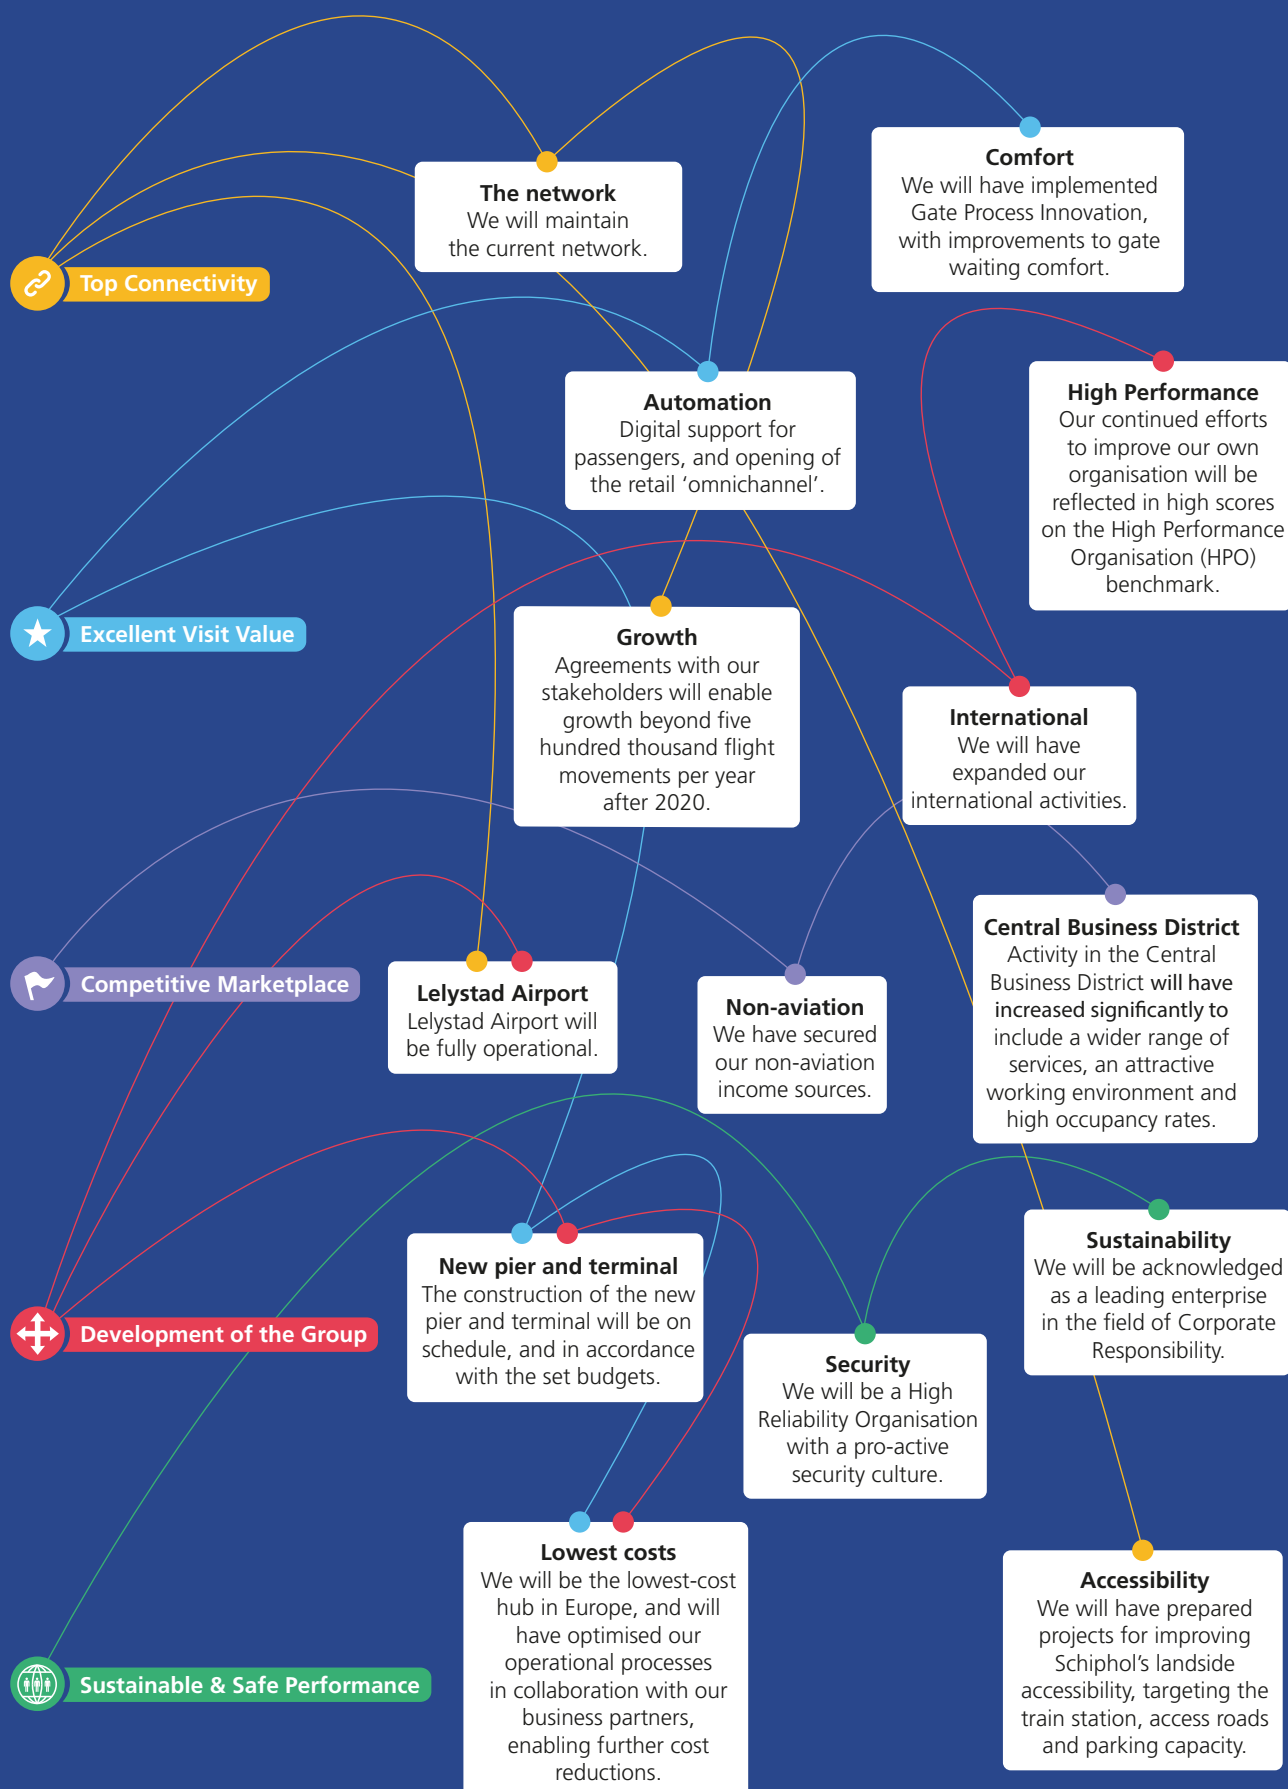 Top Connectivity
Excellent Visit Value
Competitive Marketplace
Development of the Group
Sustainable & Safe Performance
The network
We will maintain
the current network.
Comfort
We will have implemented
Gate Process Innovation,
with improvements to gate
waiting comfort.
Automation
Digital support for
passengers, and opening of
the retail ‘omnichannel’.
High Performance
Our continued efforts
to improve our own
organisation will be
reflected in high scores
on the High Performance
Organisation (HPO)
benchmark.
Growth
Agreements with our
stakeholders will enable
growth beyond five
hundred thousand flight
movements per year
after 2020.
International
We will have
expanded our
international activities.
Lelystad Airport
Lelystad Airport will
be fully operational.
Non-aviation
We have secured
our non-aviation
income sources.
Central Business District
Activity in the Central
Business District will have
increased significantly to
include a wider range of
services, an attractive
working environment and
high occupancy rates.
New pier and terminal
The construction of the new
pier and terminal will be on
schedule, and in accordance
with the set budgets.
Sustainability
We will be acknowledged
as a leading enterprise
in the field of Corporate
Responsibility.
Security
We will be a High
Reliability Organisation
with a pro-active
security culture.
Lowest costs
We will be the lowest-cost
hub in Europe, and will
have optimised our
operational processes
in collaboration with our
business partners,
enabling further cost
reductions.
Accessibility
We will have prepared
projects for improving
Schiphol’s landside
accessibility, targeting the
train station, access roads
and parking capacity.